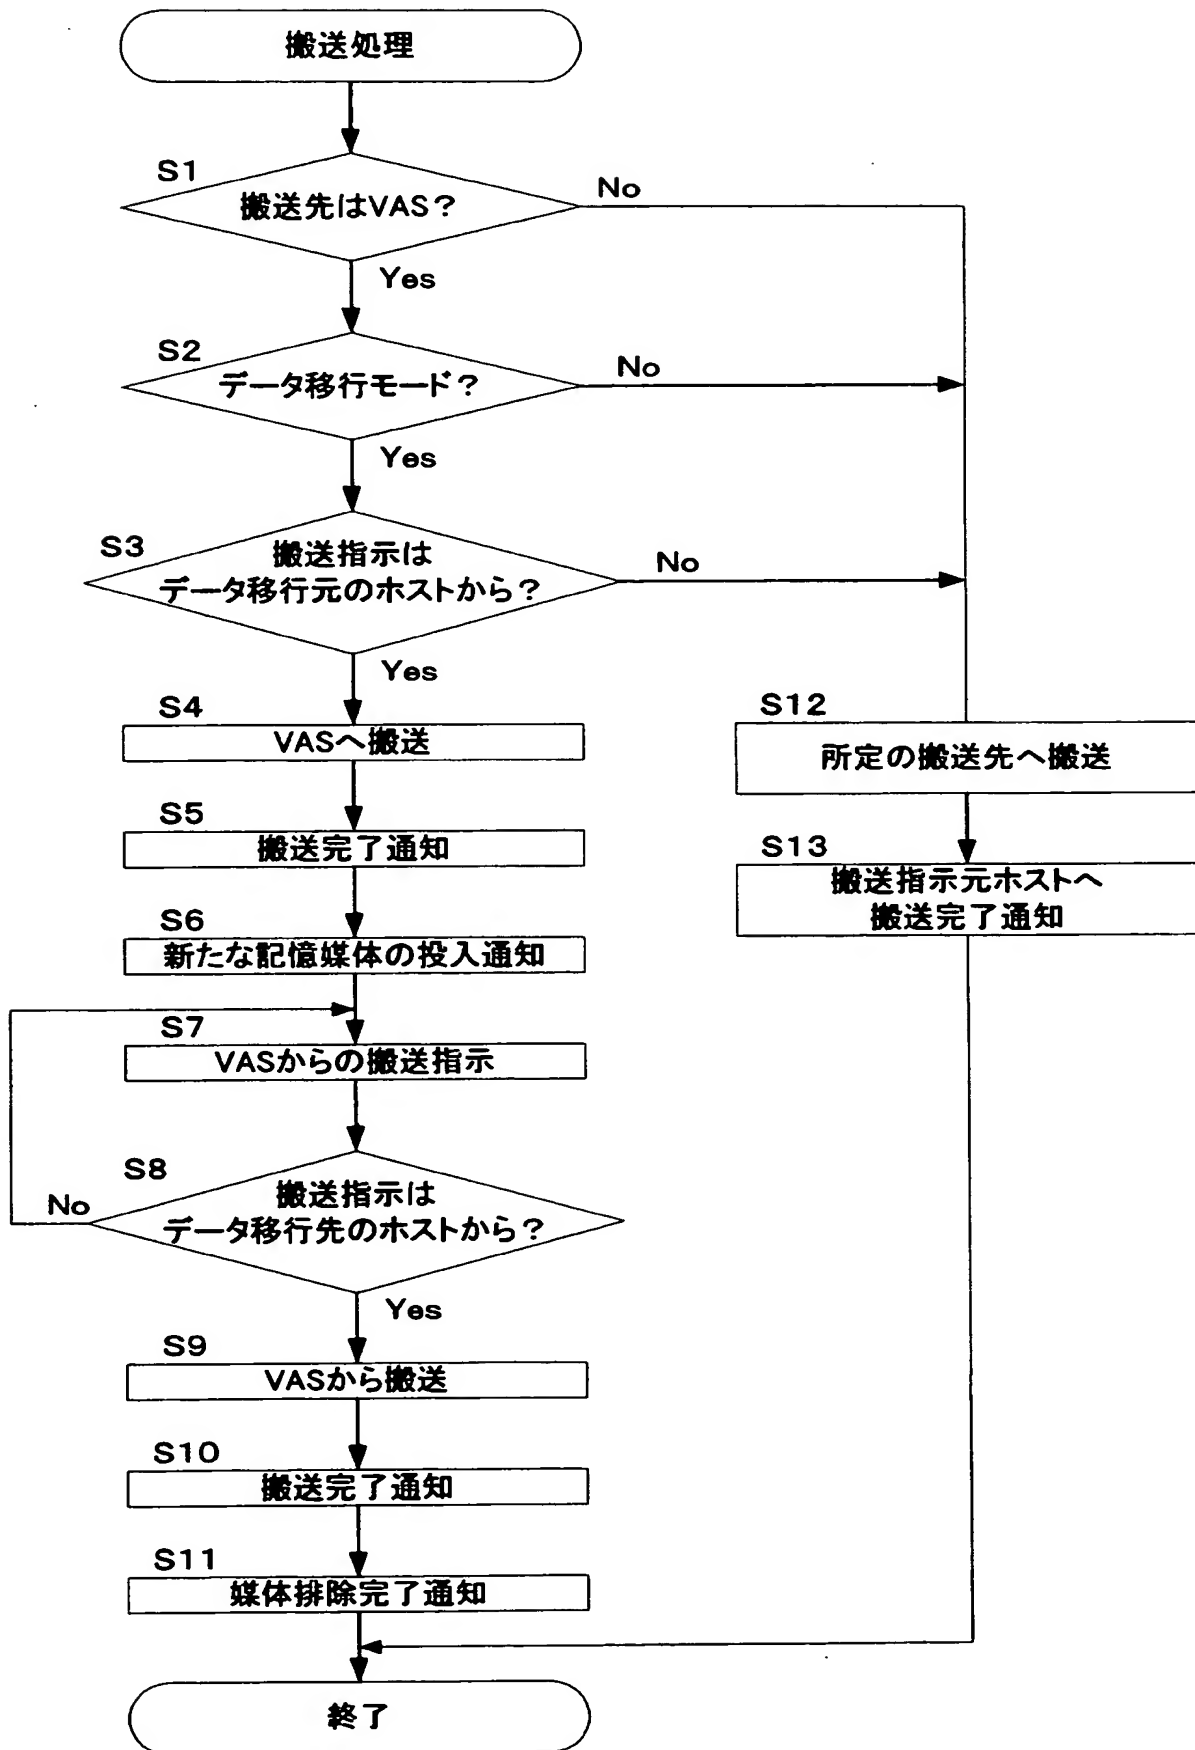 搬送処理
S1
搬送先はVAS？
No
Yes
S2
データ移行モード？
No
Yes
S3
搬送指示は
データ移行元のホストから？
No
Yes
S4
VASへ搬送
S5
搬送完了通知
S6
新たな記憶媒体の投入通知
S7
VASからの搬送指示
S8
搬送指示は
データ移行先のホストから？
No
Yes
S9
VASから搬送
S10
搬送完了通知
S11
媒体排除完了通知
S12
所定の搬送先へ搬送
S13
搬送指示元ホストへ
搬送完了通知
終了